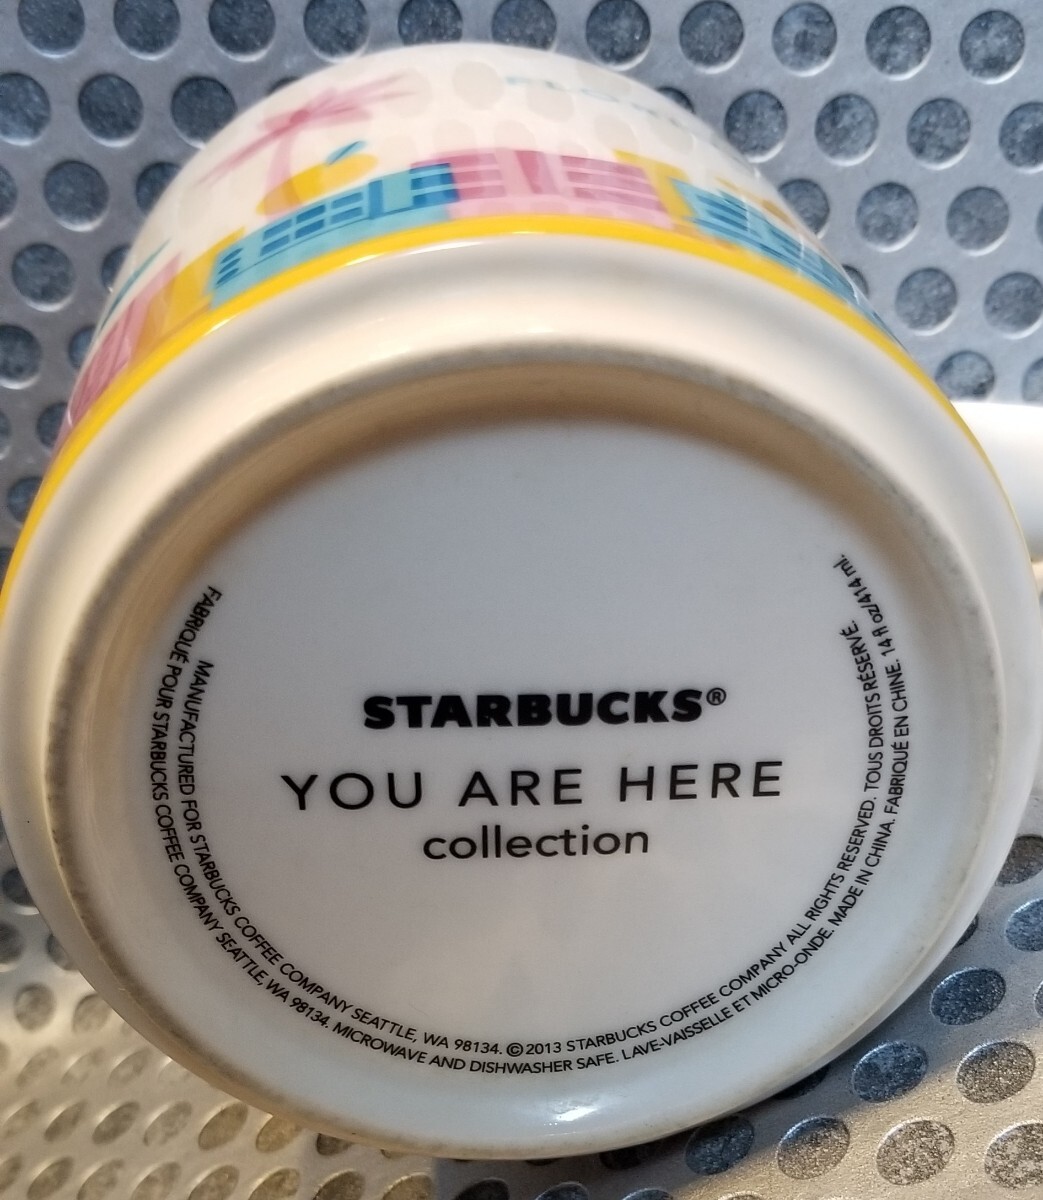 STARBUCKS®
YOU ARE HERE
collection
MANUFACTURED FOR STARBUCKS COFFEE COMPANY SEATTLE, WA 98134. ©2013 STARBUCKS COFFEE COMPANY ALL RIGHTS RESERVED. TOUS DROITS RÉSERVÉ.
FABRIQUÉ POUR STARBUCKS COFFEE COMPANY SEATTLE, WA 98134. MICROWAVE AND DISHWASHER SAFE. LAVE-VAISSELLE ET MICRO-ONDE. MADE IN CHINA. FABRIQUÉ EN CHINE. 14 fl oz/414 ml.